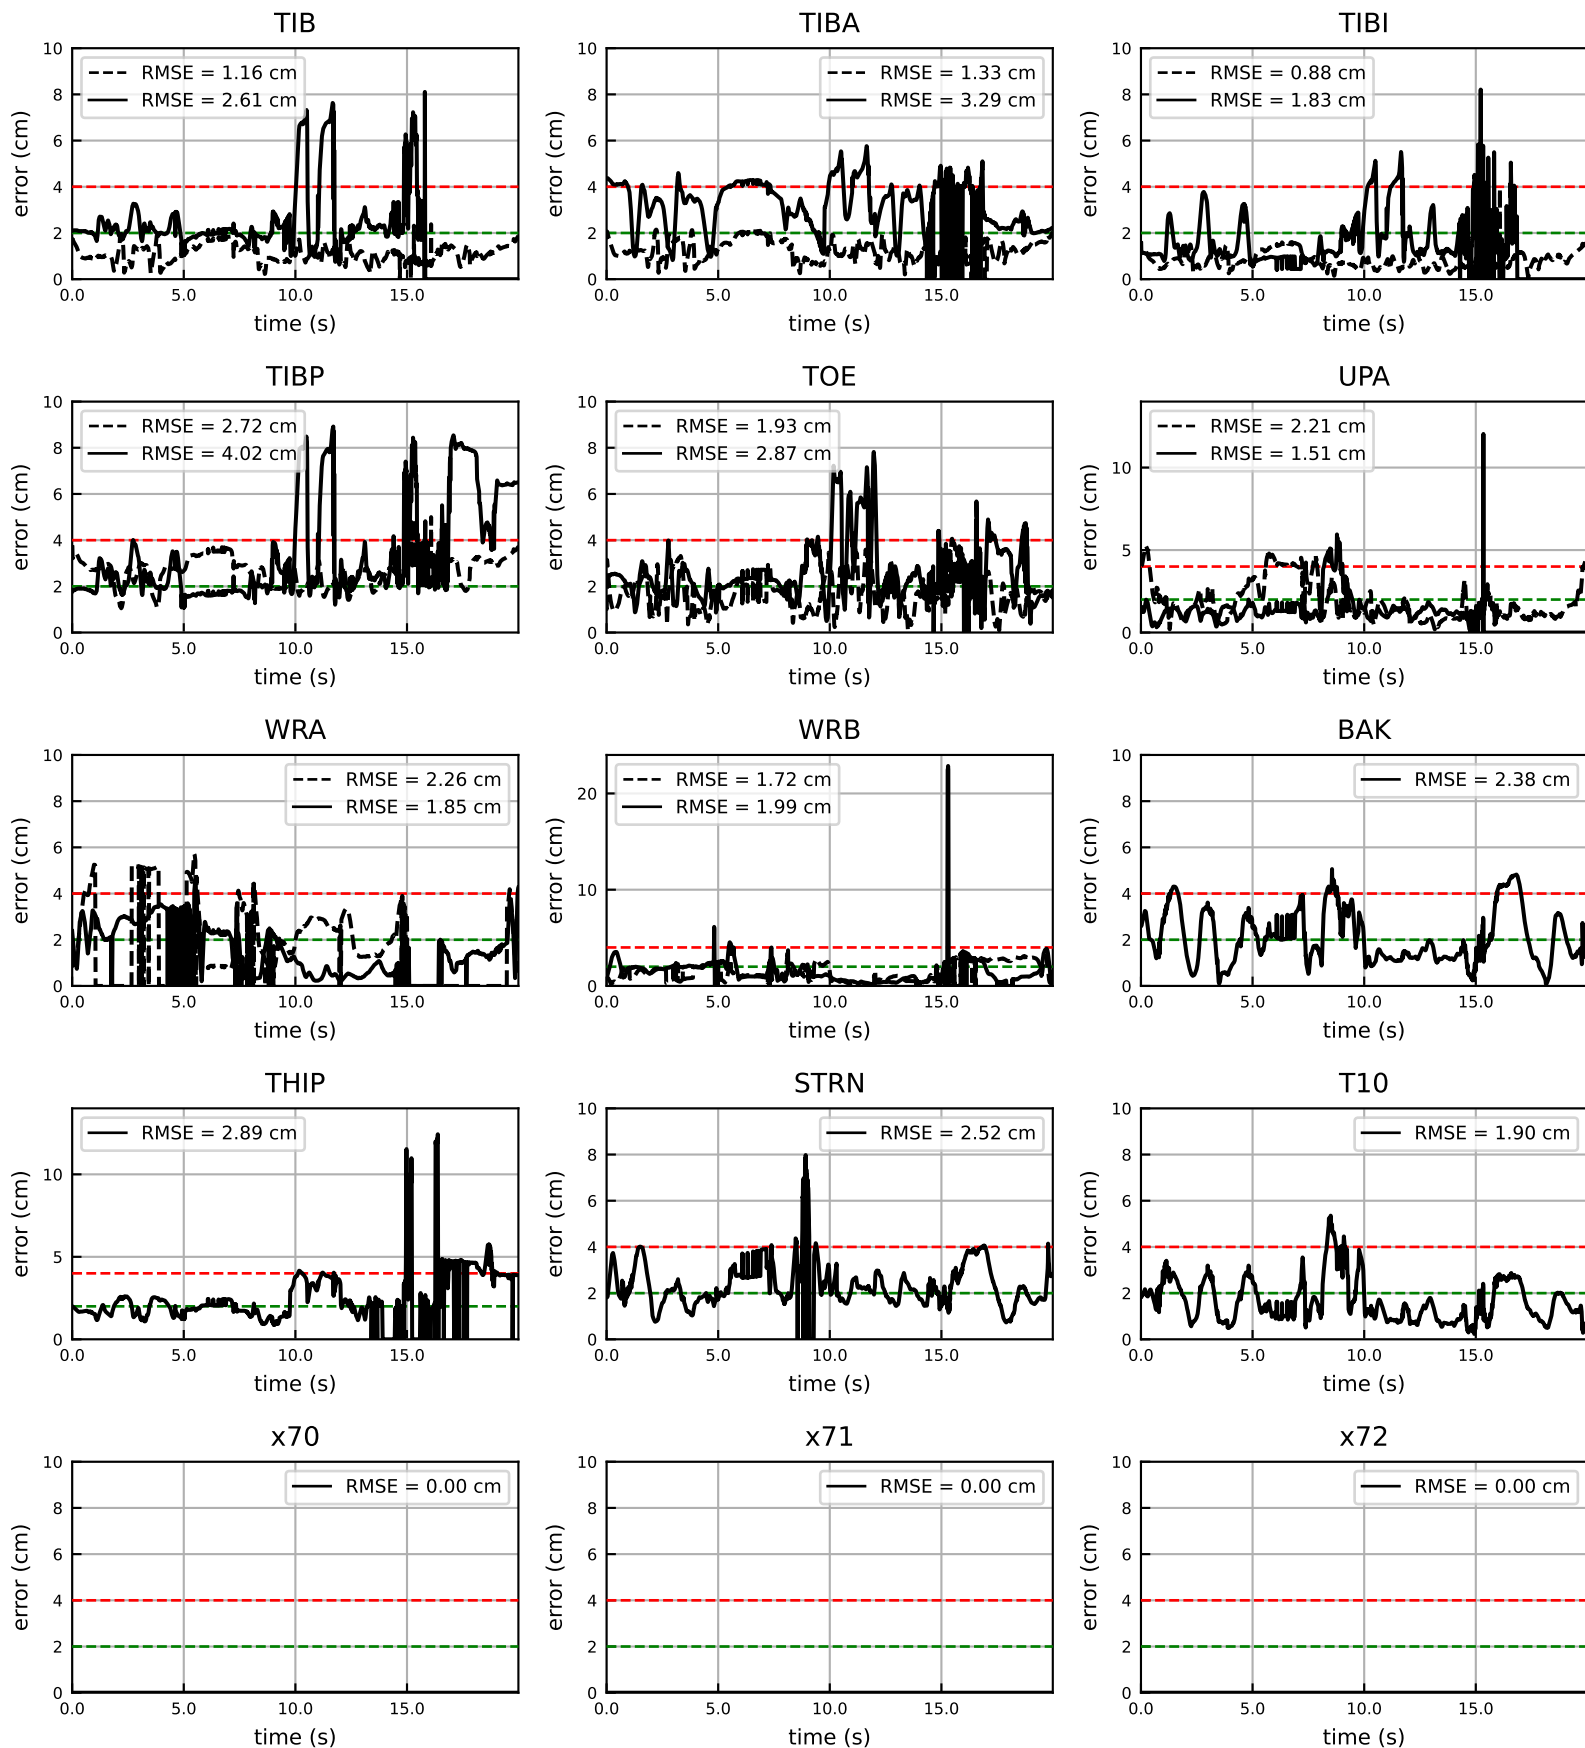 TIB
TIBA
TIBI
10
8
6
4
2
0
error (cm)
RMSE = 1.16 cm
RMSE = 2.61 cm
0.0 5.0 10.0 15.0
time (s)
10
8
6
4
2
0
error (cm)
RMSE = 1.33 cm
RMSE = 3.29 cm
0.0 5.0 10.0 15.0
time (s)
10
8
6
4
2
0
error (cm)
RMSE = 0.88 cm
RMSE = 1.83 cm
0.0 5.0 10.0 15.0
time (s)
TIBP
TOE
UPA
10
8
6
4
2
0
error (cm)
RMSE = 2.72 cm
RMSE = 4.02 cm
0.0 5.0 10.0 15.0
time (s)
10
8
6
4
2
0
error (cm)
RMSE = 1.93 cm
RMSE = 2.87 cm
0.0 5.0 10.0 15.0
time (s)
10
5
0
error (cm)
RMSE = 2.21 cm
RMSE = 1.51 cm
0.0 5.0 10.0 15.0
time (s)
WRA
WRB
BAK
10
8
6
4
2
0
error (cm)
RMSE = 2.26 cm
RMSE = 1.85 cm
0.0 5.0 10.0 15.0
time (s)
20
10
0
error (cm)
RMSE = 1.72 cm
RMSE = 1.99 cm
0.0 5.0 10.0 15.0
time (s)
10
8
6
4
2
0
error (cm)
RMSE = 2.38 cm
0.0 5.0 10.0 15.0
time (s)
THIP
STRN
T10
10
5
0
error (cm)
RMSE = 2.89 cm
0.0 5.0 10.0 15.0
time (s)
10
8
6
4
2
0
error (cm)
RMSE = 2.52 cm
0.0 5.0 10.0 15.0
time (s)
10
8
6
4
2
0
error (cm)
RMSE = 1.90 cm
0.0 5.0 10.0 15.0
time (s)
x70
x71
x72
10
8
6
4
2
0
error (cm)
RMSE = 0.00 cm
0.0 5.0 10.0 15.0
time (s)
10
8
6
4
2
0
error (cm)
RMSE = 0.00 cm
0.0 5.0 10.0 15.0
time (s)
10
8
6
4
2
0
error (cm)
RMSE = 0.00 cm
0.0 5.0 10.0 15.0
time (s)